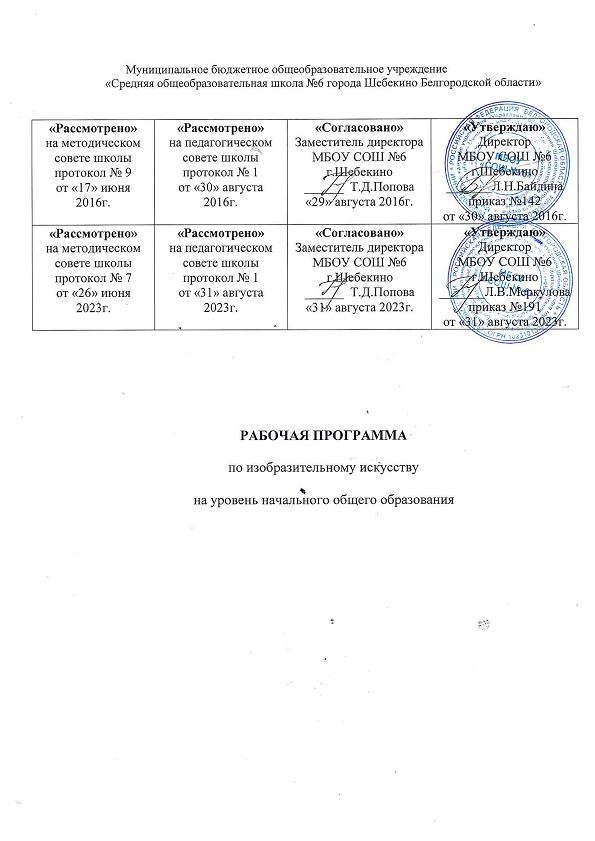 Муниципальное бюджетное общеобразовательное учреждение
«Средняя общеобразовательная школа №6 города Шебекино Белгородской области»
«Рассмотрено»
на методическом
совете школы
протокол № 9
от «17» июня
2016г.
«Рассмотрено»
на педагогическом
совете школы
протокол № 1
от «30» августа
2016г.
«Согласовано»
Заместитель директора
МБОУ СОШ №6
г.Шебекино
Т.Д.Попова
«29» августа 2016г.
«Утверждаю»
Директор
МБОУ СОШ №6
г.Шебекино
Л.Н.Байдина
приказ №142
от «30» августа 2016г.
«Рассмотрено»
на методическом
совете школы
протокол № 7
от «26» июня
2023г.
«Рассмотрено»
на педагогическом
совете школы
протокол № 1
от «31» августа
2023г.
«Согласовано»
Заместитель директора
МБОУ СОШ №6
г.Шебекино
Т.Д.Попова
«31» августа 2023г.
«Утверждаю»
Директор
МБОУ СОШ №6
г.Шебекино
Л.В.Меркулова
приказ №191
от «31» августа 2023г.
РАБОЧАЯ ПРОГРАММА
по изобразительному искусству
на уровень начального общего образования